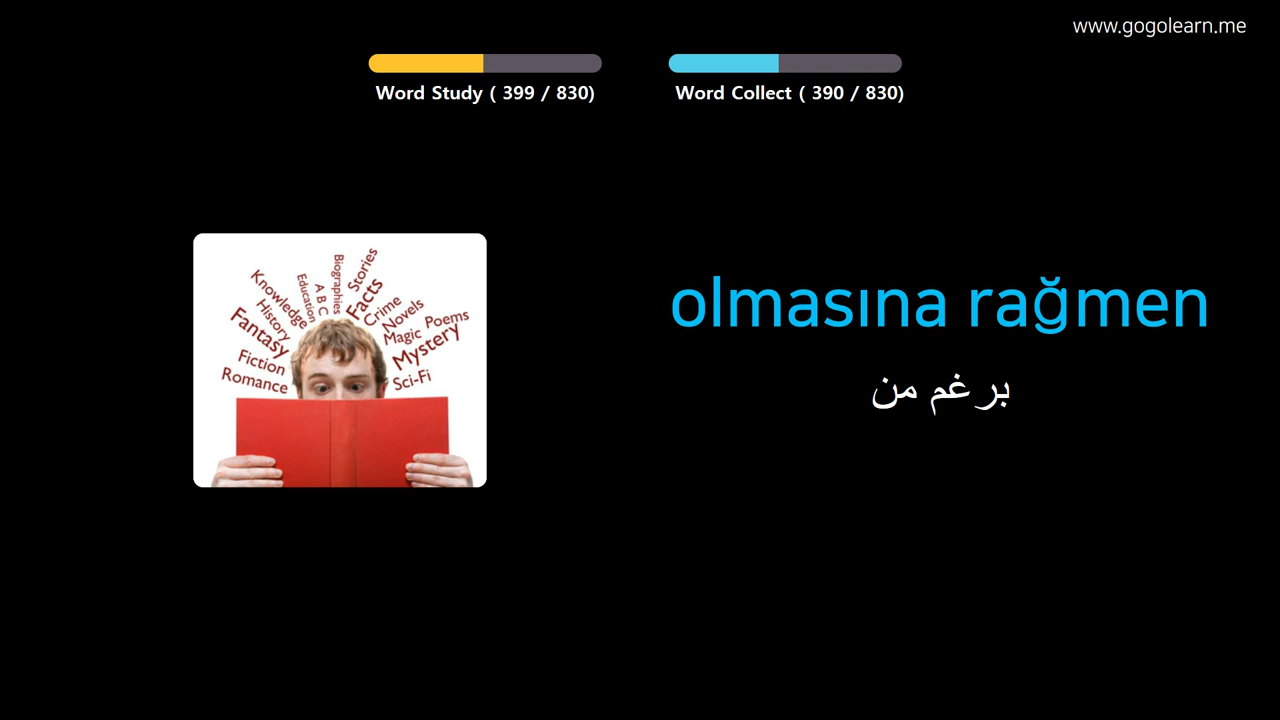 www.gogolearn.me
Word Study ( 399 / 830)
Word Collect ( 390 / 830)
Stories
Biographies
Facts
Education
A B C
Knowledge
Crime
History
Novels
Fantasy
Magic
Poems
Mystery
Fiction
Romance
Sci-Fi
olmasına rağmen
برغم من